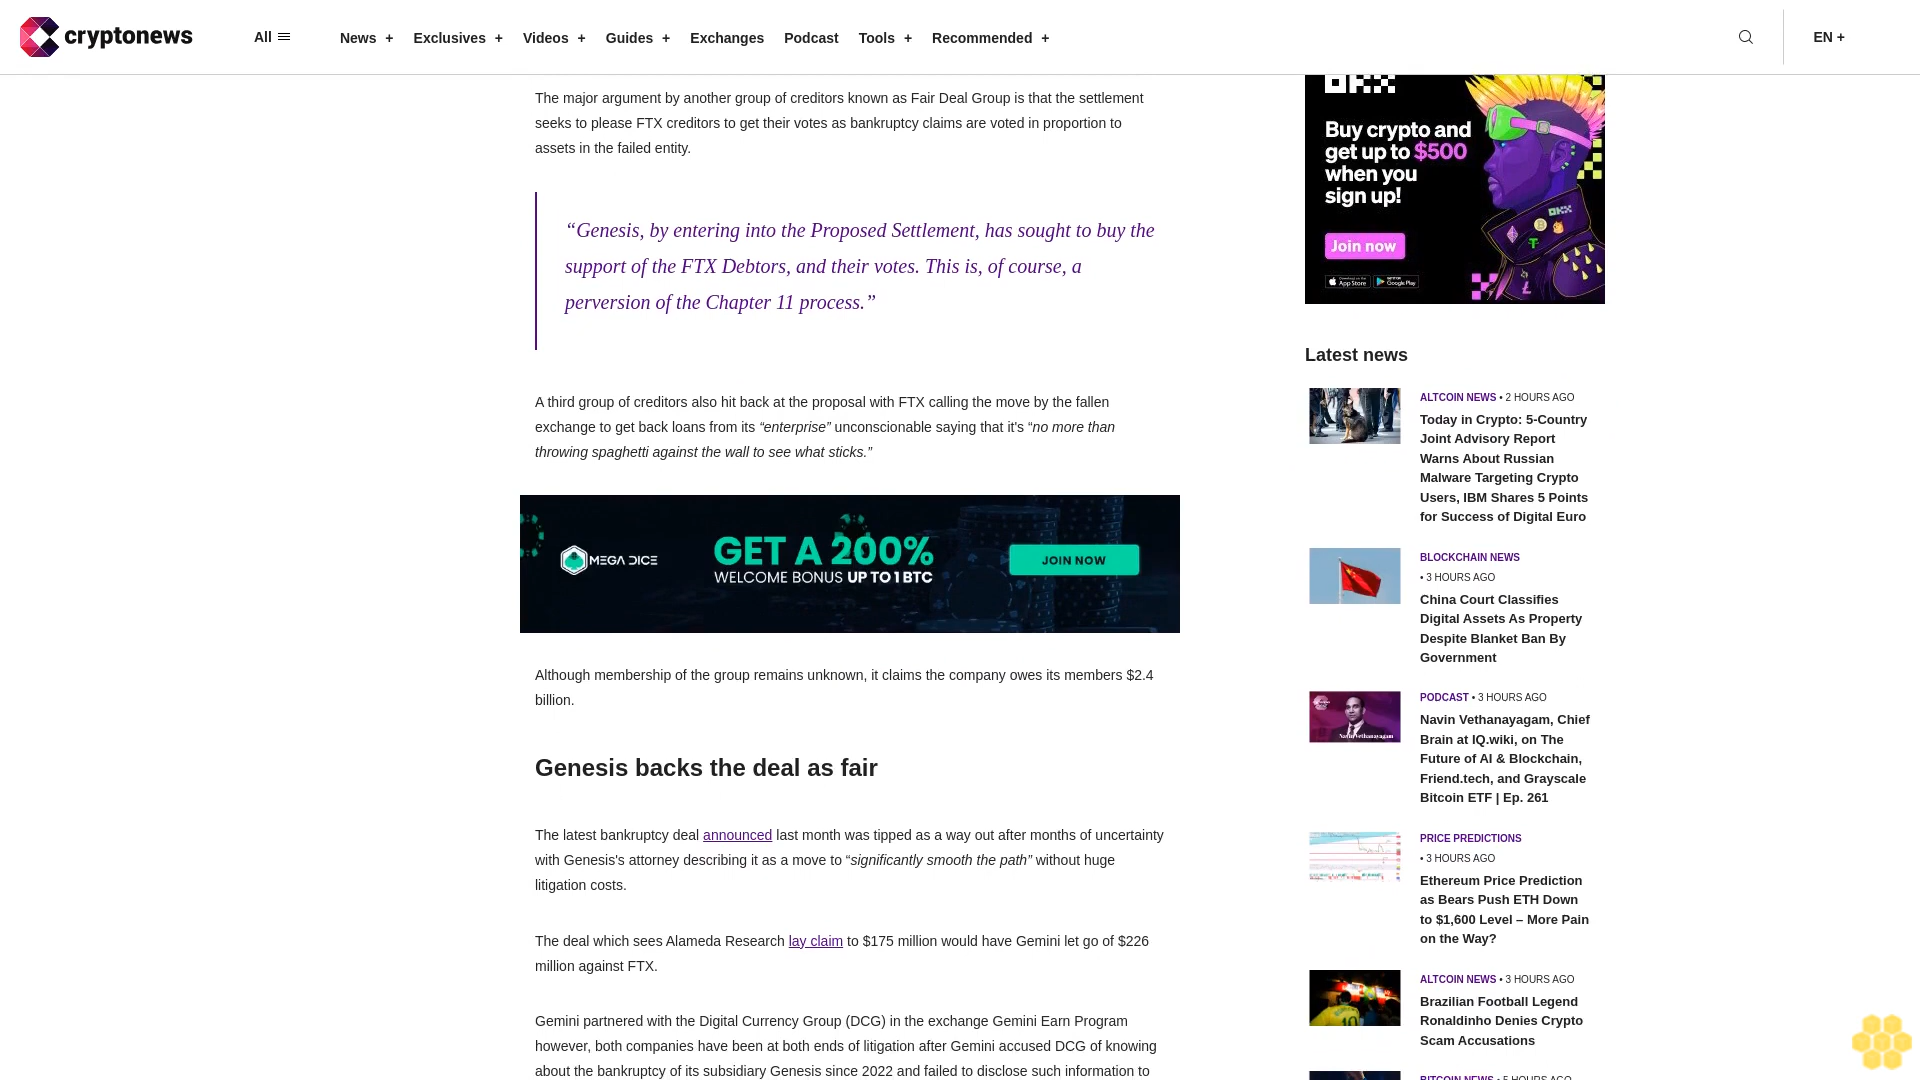 cryptonews
All
News +
Exclusives +
Videos +
Guides +
Exchanges
Podcast
Tools +
Recommended +
EN +
The major argument by another group of creditors known as Fair Deal Group is that the settlement
seeks to please FTX creditors to get their votes as bankruptcy claims are voted in proportion to
assets in the failed entity.
“Genesis, by entering into the Proposed Settlement, has sought to buy the
support of the FTX Debtors, and their votes. This is, of course, a
perversion of the Chapter 11 process.”
A third group of creditors also hit back at the proposal with FTX calling the move by the fallen
exchange to get back loans from its “enterprise” unconscionable saying that it's “no more than
throwing spaghetti against the wall to see what sticks.”
MEGA DICE
GET A 200%
WELCOME BONUS UP TO 1 BTC
JOIN NOW
Although membership of the group remains unknown, it claims the company owes its members $2.4
billion.
Genesis backs the deal as fair
The latest bankruptcy deal announced last month was tipped as a way out after months of uncertainty
with Genesis's attorney describing it as a move to “significantly smooth the path” without huge
litigation costs.
The deal which sees Alameda Research lay claim to $175 million would have Gemini let go of $226
million against FTX.
Gemini partnered with the Digital Currency Group (DCG) in the exchange Gemini Earn Program
however, both companies have been at both ends of litigation after Gemini accused DCG of knowing
about the bankruptcy of its subsidiary Genesis since 2022 and failed to disclose such information to
Buy crypto and
get up to $500
when you
sign up!
Join now
App Store
Google Play
Latest news
ALTCOIN NEWS • 2 HOURS AGO
Today in Crypto: 5-Country
Joint Advisory Report
Warns About Russian
Malware Targeting Crypto
Users, IBM Shares 5 Points
for Success of Digital Euro
BLOCKCHAIN NEWS
• 3 HOURS AGO
China Court Classifies
Digital Assets As Property
Despite Blanket Ban By
Government
PODCAST • 3 HOURS AGO
Navin Vethanayagam, Chief
Brain at IQ.wiki, on The
Future of AI & Blockchain,
Friend.tech, and Grayscale
Bitcoin ETF | Ep. 261
Navin Vethanayagam
PRICE PREDICTIONS
• 3 HOURS AGO
Ethereum Price Prediction
as Bears Push ETH Down
to $1,600 Level – More Pain
on the Way?
ALTCOIN NEWS • 3 HOURS AGO
Brazilian Football Legend
Ronaldinho Denies Crypto
Scam Accusations
BITCOIN NEWS • 5 HOURS AGO